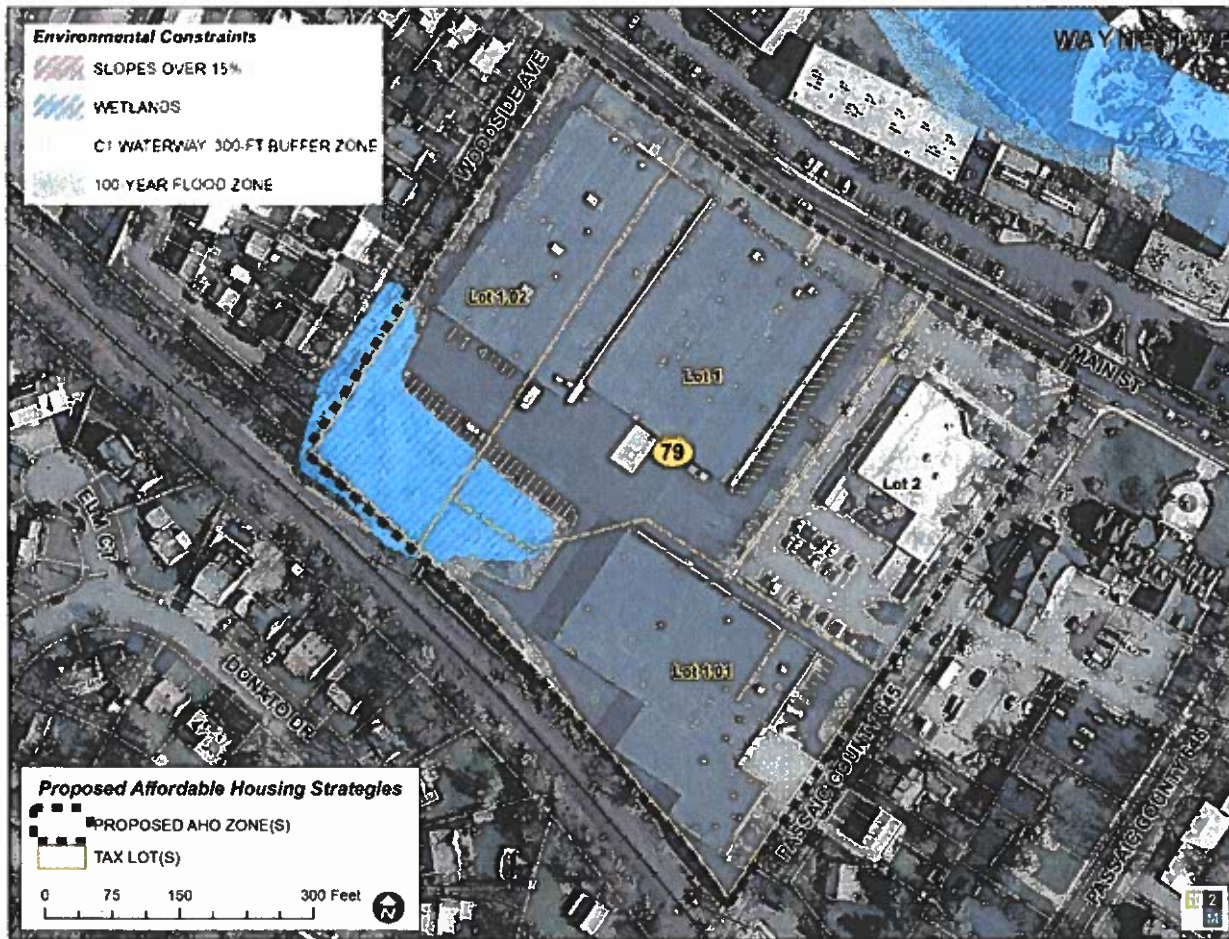 Environmental Constraints
SLOPES OVER 15%
WETLANDS
C1 WATERWAY 300-FT BUFFER ZONE
100-YEAR FLOOD ZONE
WOODSIDE AVE
Lot 1.02
Lot 1
79
MAIN ST
Lot 2
ELM CT
DONATO DR
Lot 1.01
PASSAIC COUNTY 645
PASSAIC COUNTY
Proposed Affordable Housing Strategies
PROPOSED AHO ZONE(S)
TAX LOT(S)
0 75 150 300 Feet
N